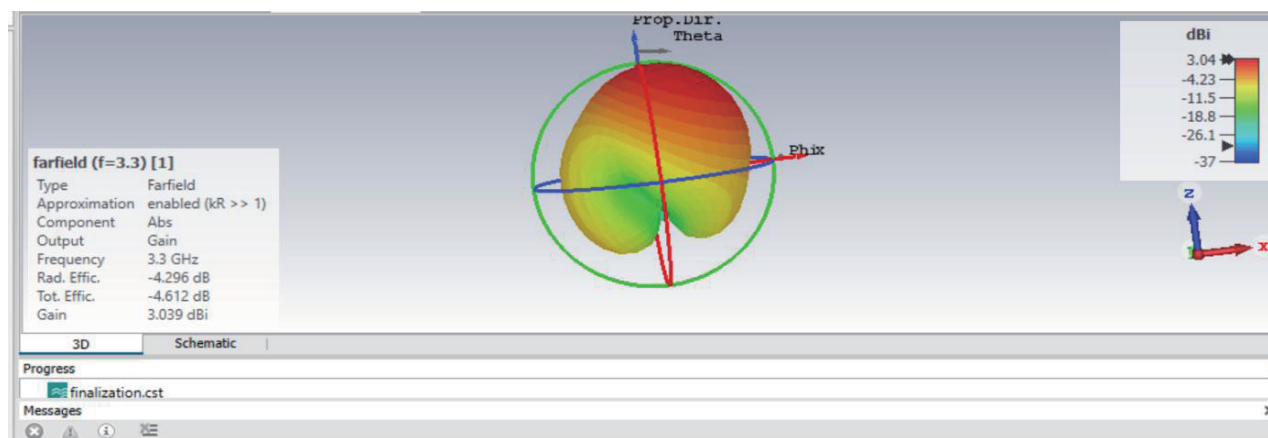 Prop.Dir.
Theta
Phix
dBi
3.04
-4.23
-11.5
-18.8
-26.1
-37
z
x
farfield (f=3.3) [1]
Type Farfield
Approximation enabled (kR >> 1)
Component Abs
Output Gain
Frequency 3.3 GHz
Rad. Effic. -4.296 dB
Tot. Effic. -4.612 dB
Gain 3.039 dBi
3D Schematic
Progress
finalization.cst
Messages